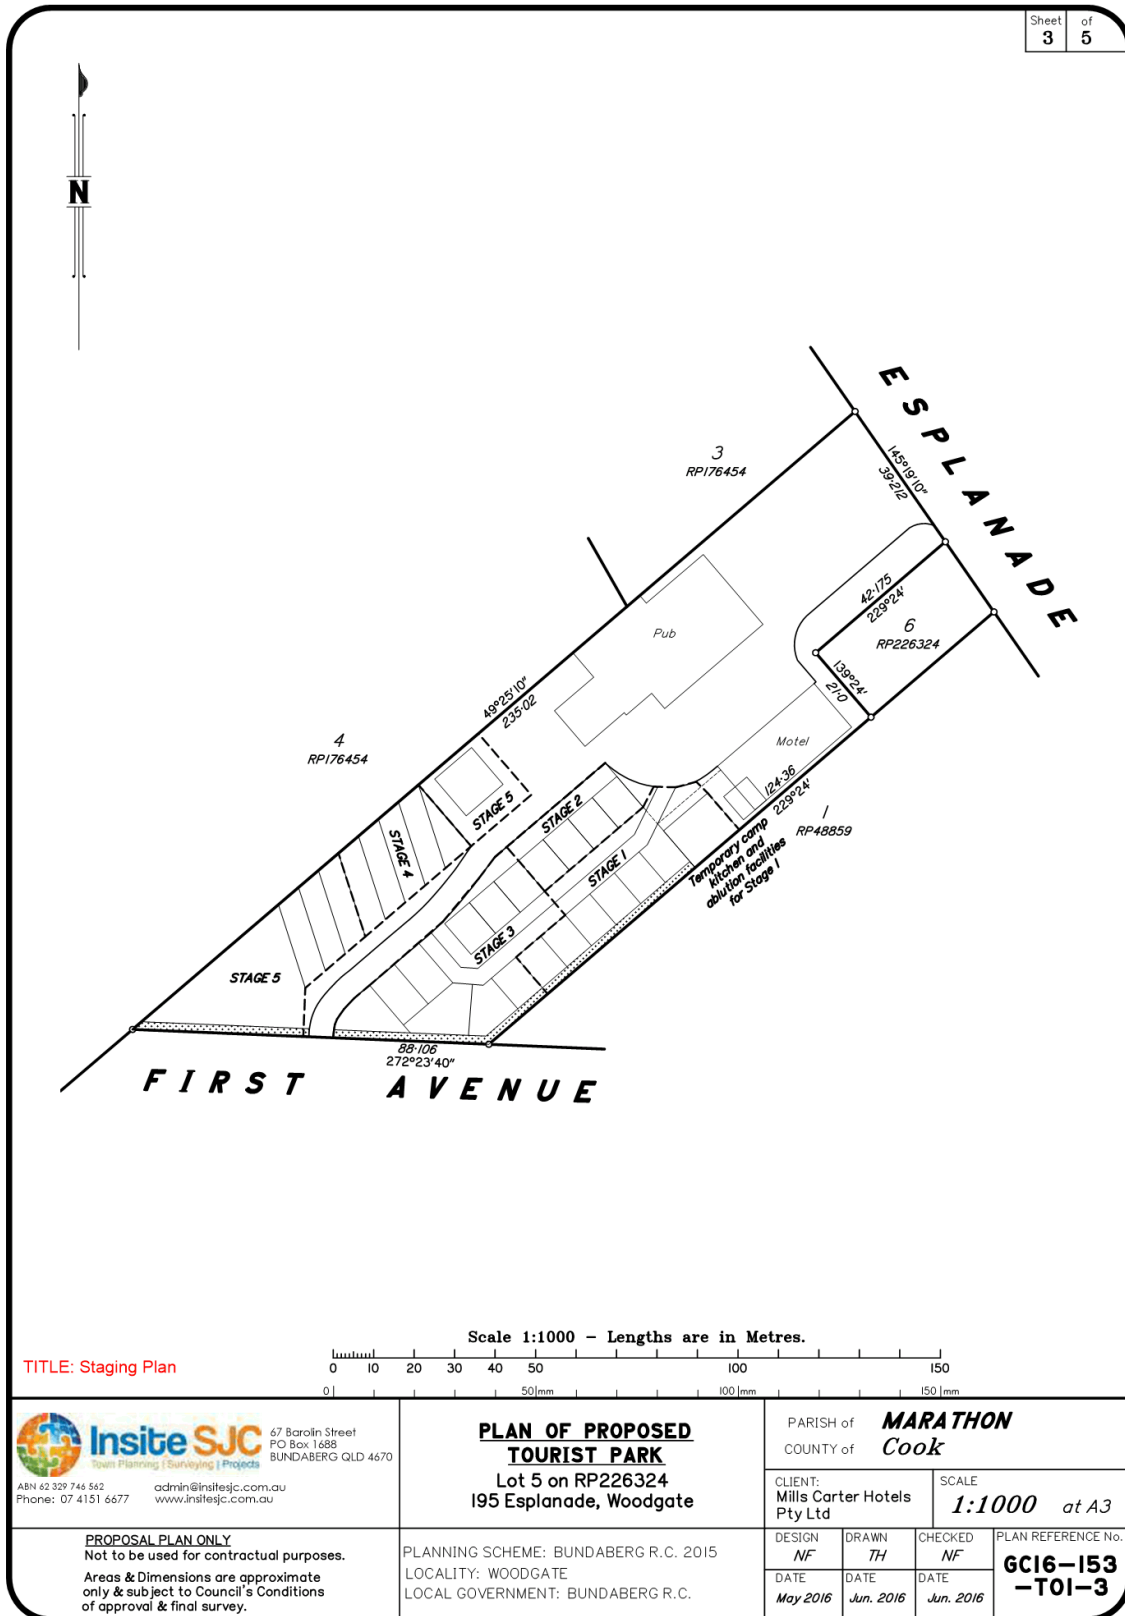 Sheet of
3 5
N
ESPLANADE
3
RP176454
145°19'10"
39·212
42·175
229°24'
6
RP226324
139°24'
21·0
Pub
49°25'10"
235·02
4
RP176454
Motel
124·36
229°24'
1
RP48859
Temporary camp
kitchen and
ablution facilities
for Stage 1
STAGE 5
STAGE 2
STAGE 4
STAGE 1
STAGE 3
STAGE 5
88·106
272°23'40"
FIRST AVENUE
Scale 1:1000 – Lengths are in Metres.
TITLE: Staging Plan
0 10 20 30 40 50 100 150
0 50 mm 100 mm 150 mm
Insite SJC
Town Planning | Surveying | Projects
67 Barolin Street
PO Box 1688
BUNDABERG QLD 4670
ABN 62 329 746 562
Phone: 07 4151 6677
admin@insitesjc.com.au
www.insitesjc.com.au
PLAN OF PROPOSED
TOURIST PARK
Lot 5 on RP226324
195 Esplanade, Woodgate
PARISH of MARATHON
COUNTY of Cook
CLIENT:
Mills Carter Hotels
Pty Ltd
SCALE
1:1000 at A3
PROPOSAL PLAN ONLY
Not to be used for contractual purposes.
Areas & Dimensions are approximate
only & subject to Council's Conditions
of approval & final survey.
PLANNING SCHEME: BUNDABERG R.C. 2015
LOCALITY: WOODGATE
LOCAL GOVERNMENT: BUNDABERG R.C.
DESIGN
NF
DRAWN
TH
CHECKED
NF
DATE
May 2016
DATE
Jun. 2016
DATE
Jun. 2016
PLAN REFERENCE No.
GC16–153
–T01–3